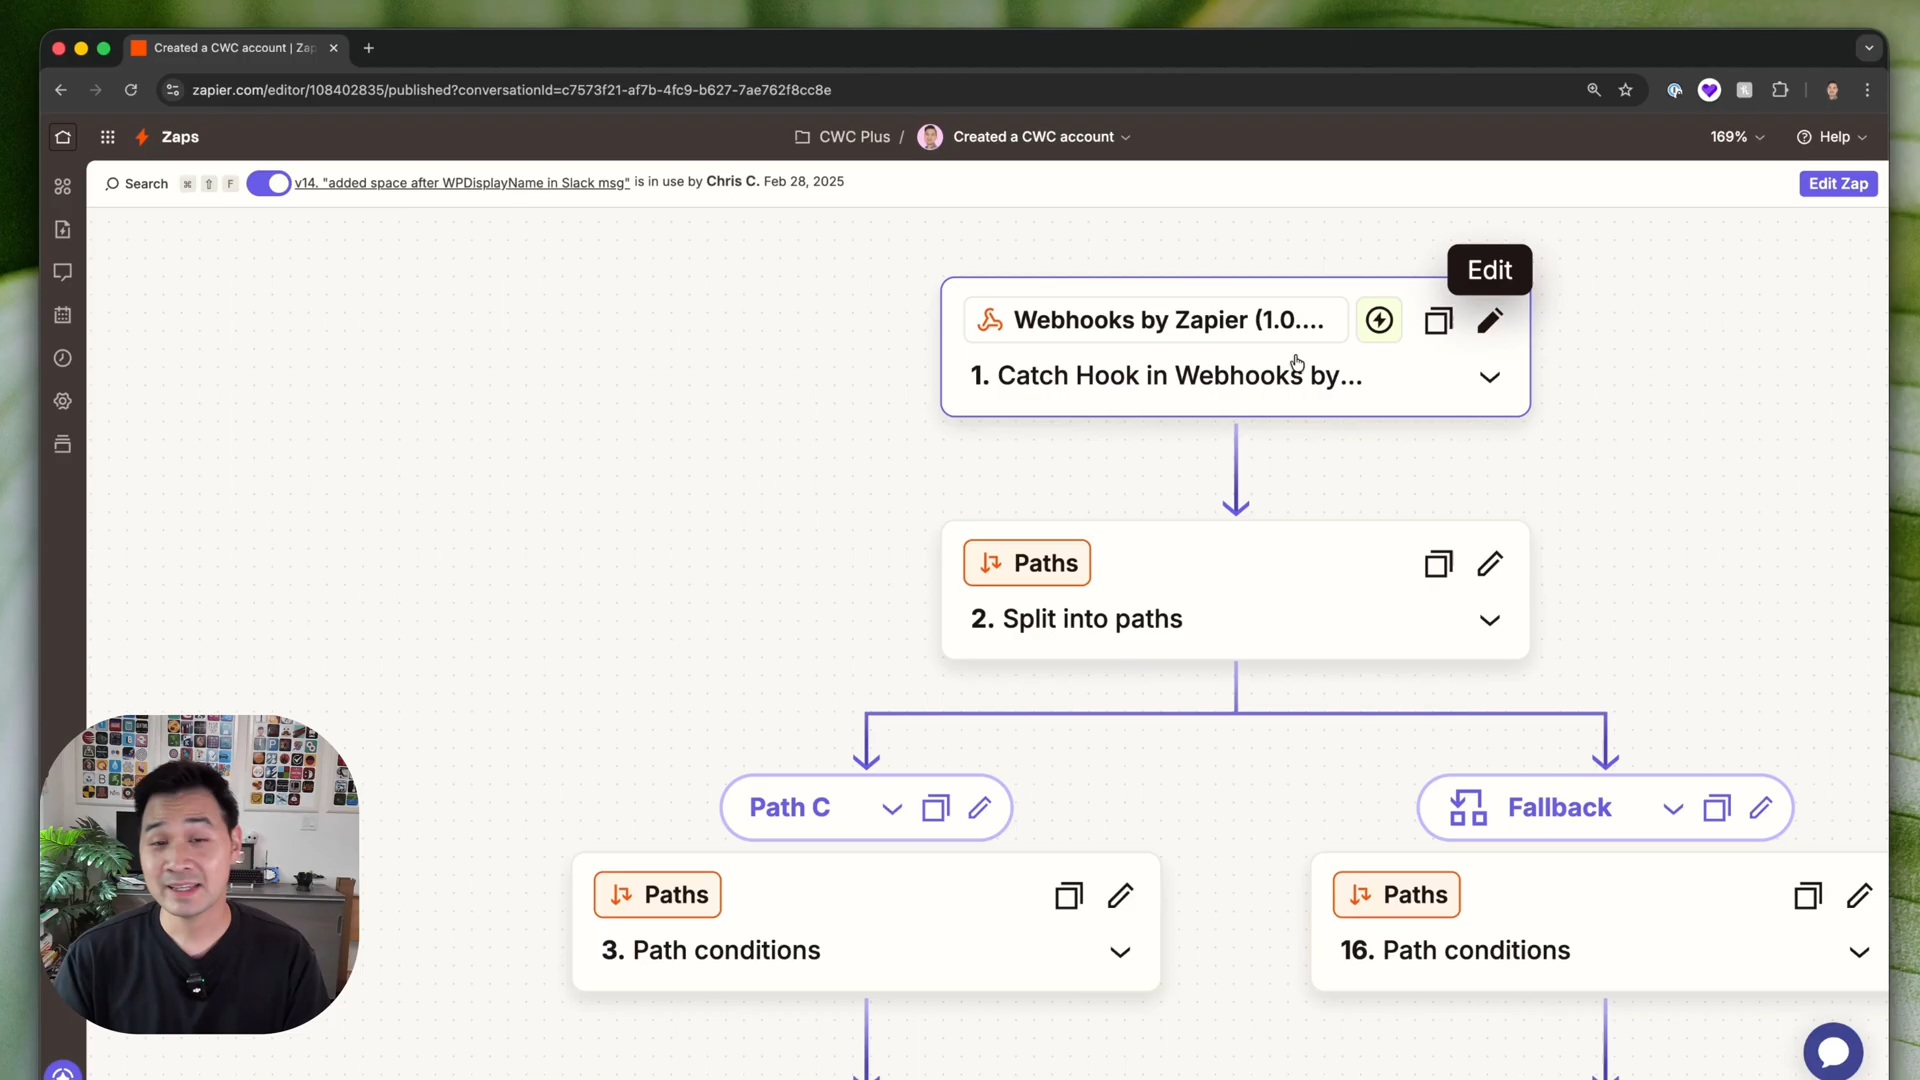 Created a CWC account | Zap
zapier.com/editor/108402835/published?conversationId=c7573f21-af7b-4fc9-b627-7ae762f8cc8e
Zaps
CWC Plus / Created a CWC account
169%
Help
Search ⌘ ⇧ F
v14. "added space after WPDisplayName in Slack msg" is in use by Chris C. Feb 28, 2025
Edit Zap
Edit
Webhooks by Zapier (1.0....
1. Catch Hook in Webhooks by...
Paths
2. Split into paths
Path C
Fallback
Paths
3. Path conditions
Paths
16. Path conditions